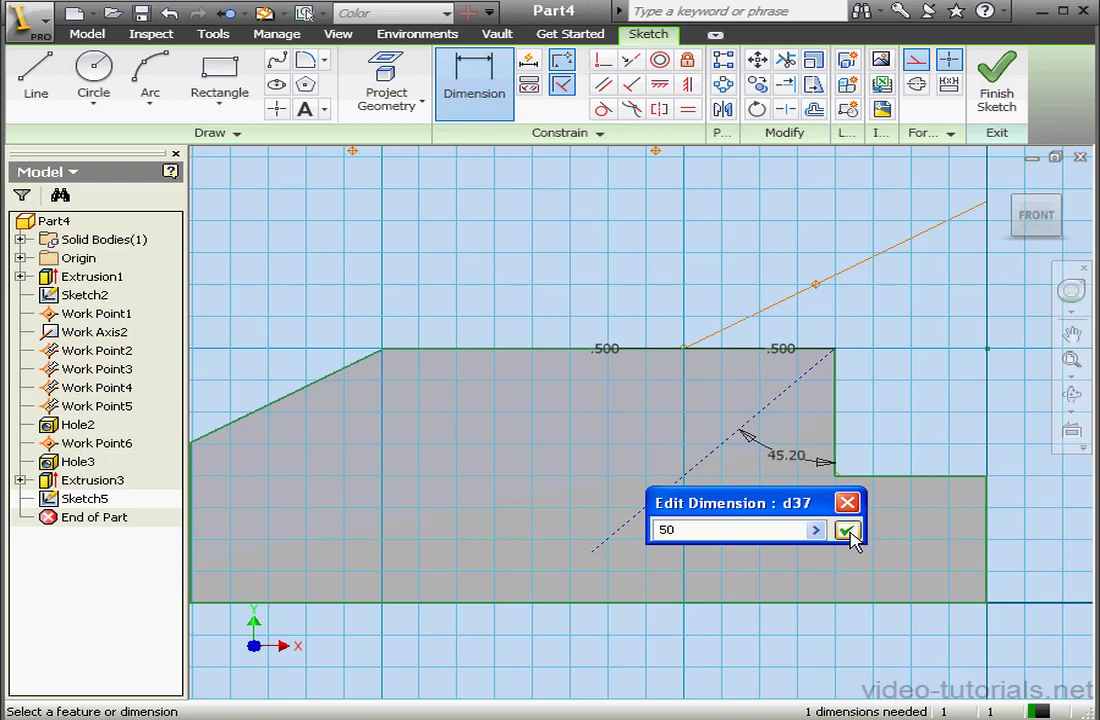 Color
Part4
Type a keyword or phrase
PRO
Model
Inspect
Tools
Manage
View
Environments
Vault
Get Started
Sketch
Line
Circle
Arc
Rectangle
A
Project Geometry
Dimension
Finish Sketch
Draw
Constrain
P...
Modify
L...
I...
For...
Exit
Model
Part4
Solid Bodies(1)
Origin
Extrusion1
Sketch2
Work Point1
Work Axis2
Work Point2
Work Point3
Work Point4
Work Point5
Hole2
Work Point6
Hole3
Extrusion3
Sketch5
End of Part
FRONT
.500
.500
45.20
Edit Dimension : d37
50
Y
X
video-tutorials.net
Select a feature or dimension
1 dimensions needed
1
1